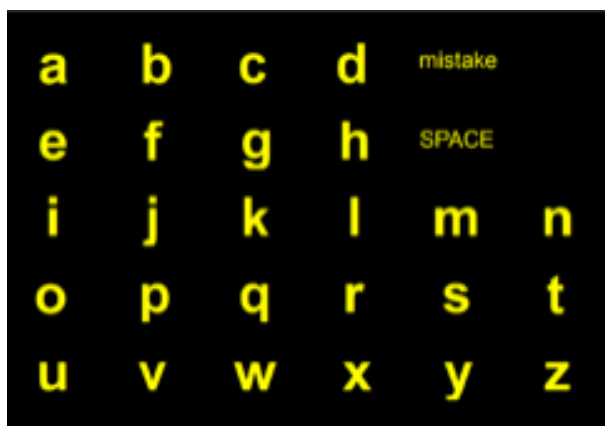 a b c d mistake
e f g h SPACE
i j k l m n
o p q r s t
u v w x y z